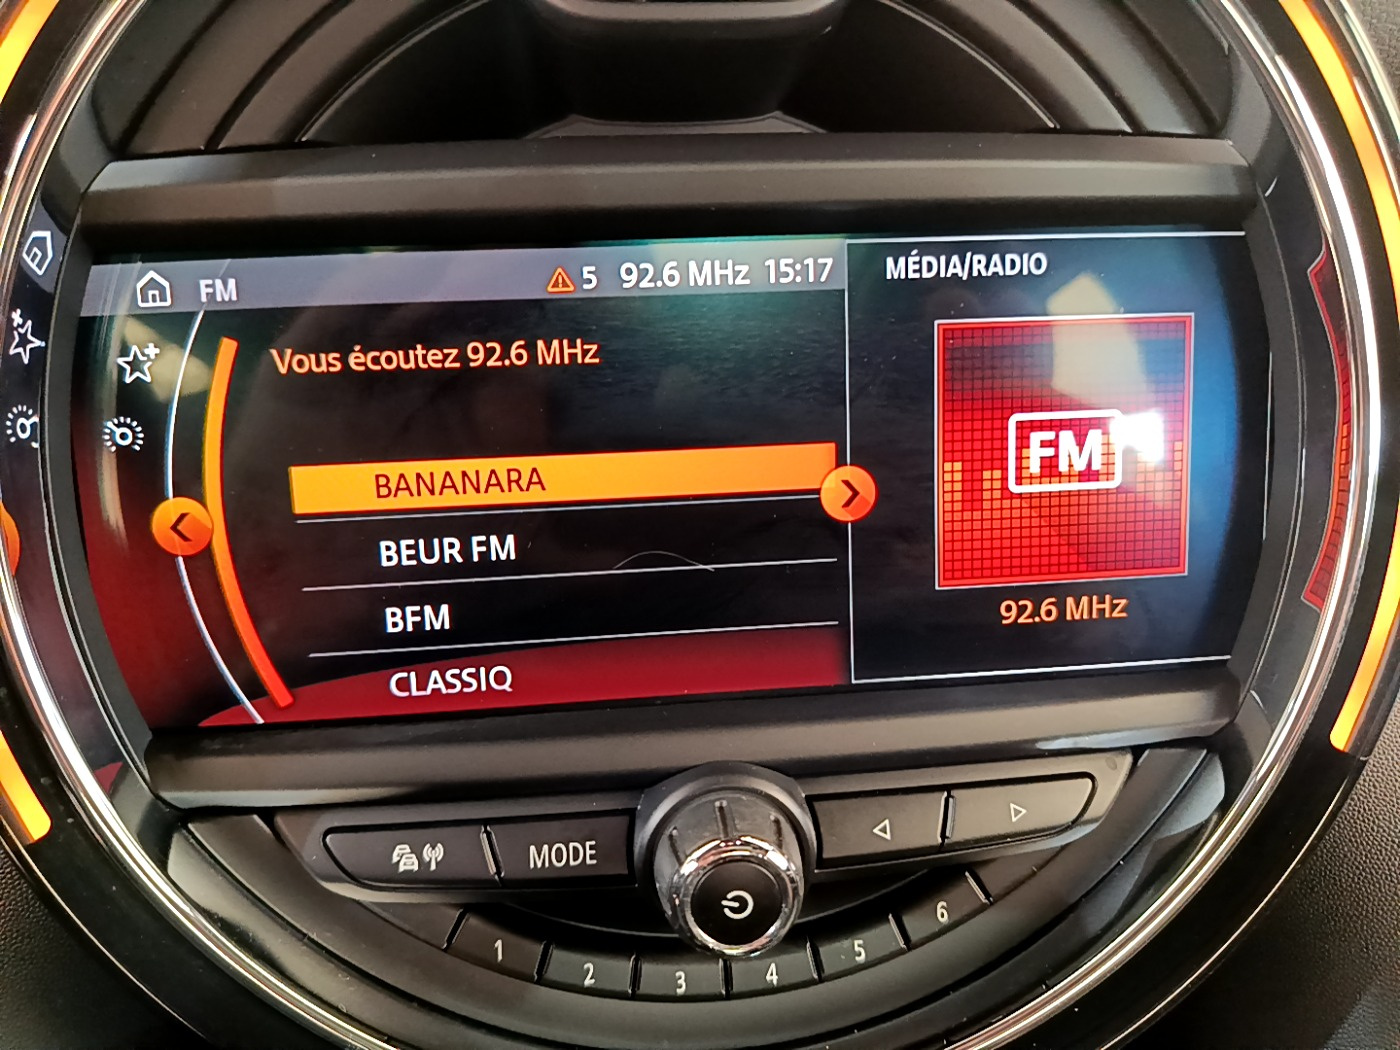 FM
5 92.6 MHz 15:17
MÉDIA/RADIO
Vous écoutez 92.6 MHz
BANANARA
BEUR FM
BFM
CLASSIQ
FM
92.6 MHz
MODE
1
2
3
4
5
6